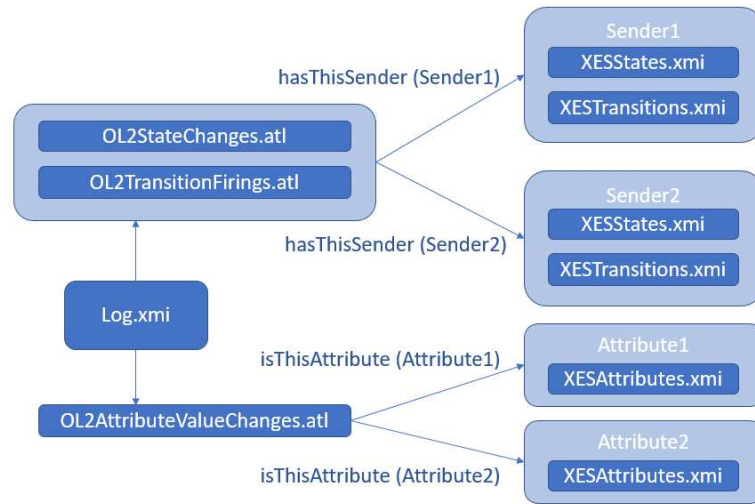 Sender1
XESStates.xmi
hasThisSender (Sender1)
XESTransitions.xmi
OL2StateChanges.atl
OL2TransitionFirings.atl
Sender2
XESStates.xmi
hasThisSender (Sender2)
XESTransitions.xmi
Log.xmi
Attribute1
isThisAttribute (Attribute1)
XESAttributes.xmi
OL2AttributeValueChanges.atl
Attribute2
isThisAttribute (Attribute2)
XESAttributes.xmi